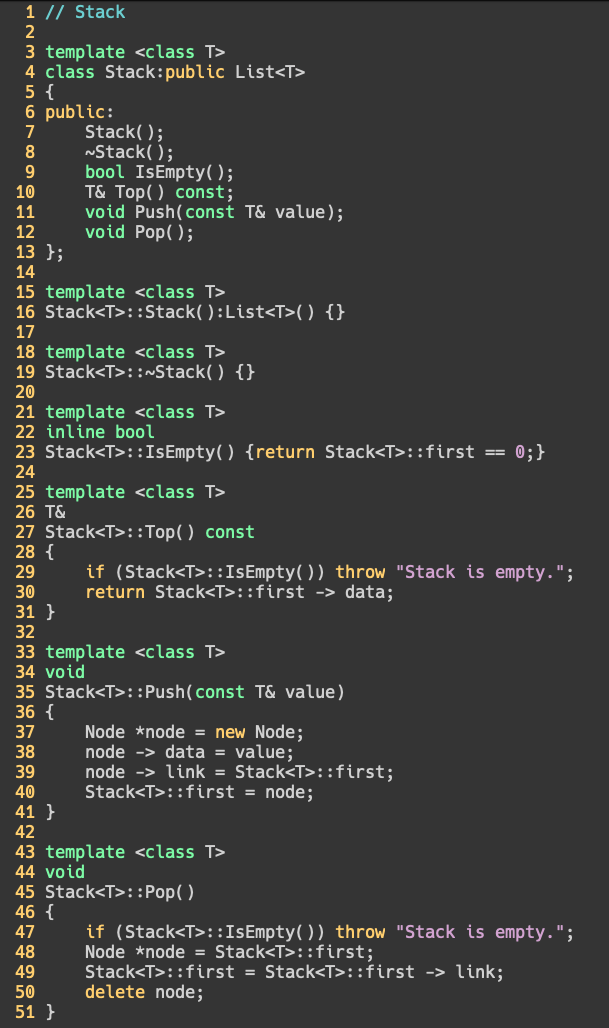 1 // Stack
2
3 template <class T>
4 class Stack:public List<T>
5 {
6 public:
7     Stack();
8     ~Stack();
9     bool IsEmpty();
10     T& Top() const;
11     void Push(const T& value);
12     void Pop();
13 };
14
15 template <class T>
16 Stack<T>::Stack():List<T>() {}
17
18 template <class T>
19 Stack<T>::~Stack() {}
20
21 template <class T>
22 inline bool
23 Stack<T>::IsEmpty() {return Stack<T>::first == 0;}
24
25 template <class T>
26 T&
27 Stack<T>::Top() const
28 {
29     if (Stack<T>::IsEmpty()) throw "Stack is empty.";
30     return Stack<T>::first -> data;
31 }
32
33 template <class T>
34 void
35 Stack<T>::Push(const T& value)
36 {
37     Node *node = new Node;
38     node -> data = value;
39     node -> link = Stack<T>::first;
40     Stack<T>::first = node;
41 }
42
43 template <class T>
44 void
45 Stack<T>::Pop()
46 {
47     if (Stack<T>::IsEmpty()) throw "Stack is empty.";
48     Node *node = Stack<T>::first;
49     Stack<T>::first = Stack<T>::first -> link;
50     delete node;
51 }